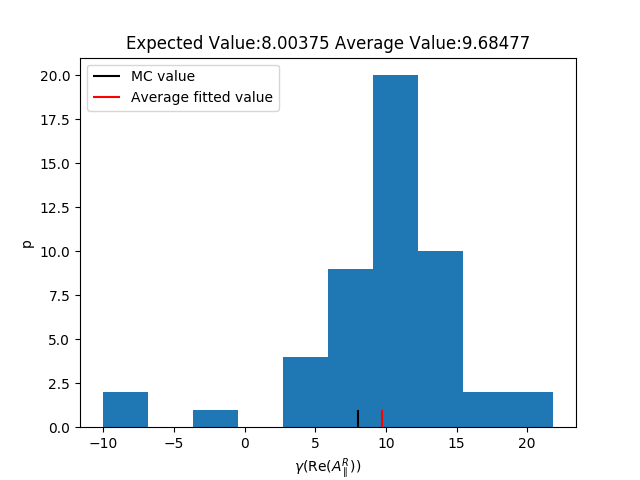 Expected Value:8.00375 Average Value:9.68477
MC value
Average fitted value
20.0
17.5
15.0
12.5
10.0
7.5
5.0
2.5
0.0
p
−10 −5 0 5 10 15 20
γ(Re(A^R_∥))